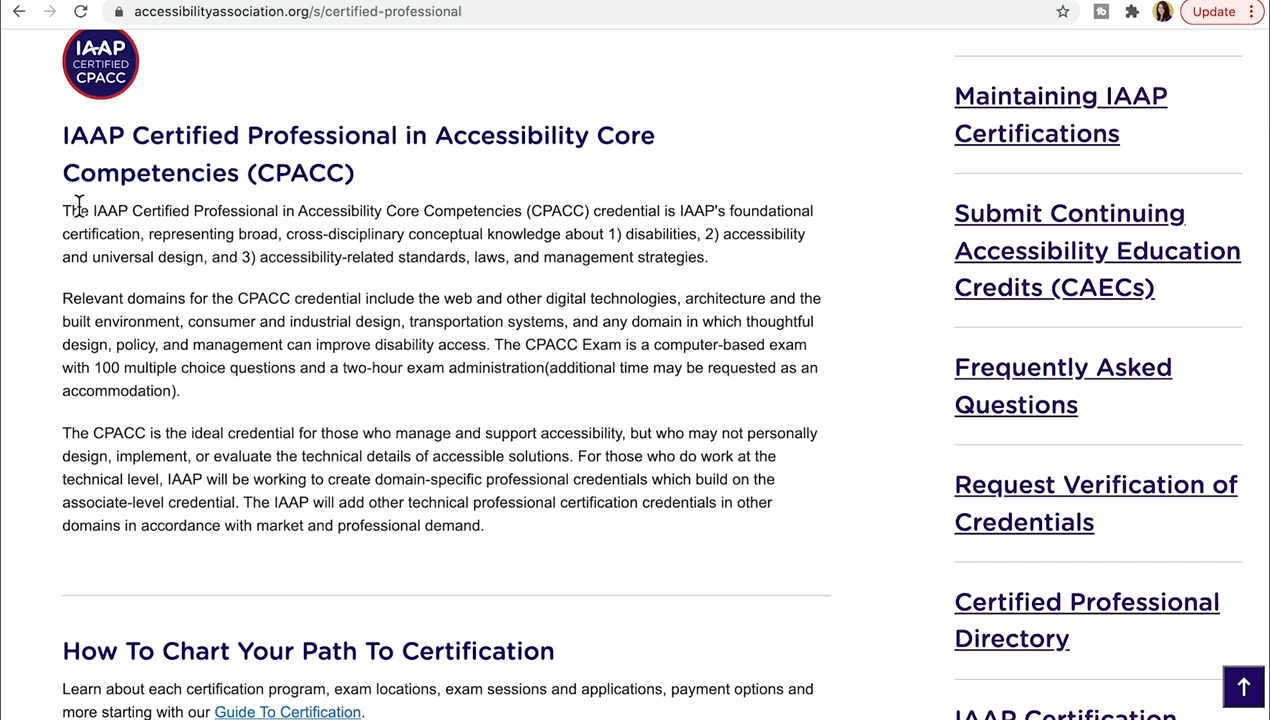 accessibilityassociation.org/s/certified-professional
Update
IAAP
CERTIFIED
CPACC
IAAP Certified Professional in Accessibility Core
Competencies (CPACC)
The IAAP Certified Professional in Accessibility Core Competencies (CPACC) credential is IAAP's foundational
certification, representing broad, cross-disciplinary conceptual knowledge about 1) disabilities, 2) accessibility
and universal design, and 3) accessibility-related standards, laws, and management strategies.
Relevant domains for the CPACC credential include the web and other digital technologies, architecture and the
built environment, consumer and industrial design, transportation systems, and any domain in which thoughtful
design, policy, and management can improve disability access. The CPACC Exam is a computer-based exam
with 100 multiple choice questions and a two-hour exam administration(additional time may be requested as an
accommodation).
The CPACC is the ideal credential for those who manage and support accessibility, but who may not personally
design, implement, or evaluate the technical details of accessible solutions. For those who do work at the
technical level, IAAP will be working to create domain-specific professional credentials which build on the
associate-level credential. The IAAP will add other technical professional certification credentials in other
domains in accordance with market and professional demand.
How To Chart Your Path To Certification
Learn about each certification program, exam locations, exam sessions and applications, payment options and
more starting with our Guide To Certification.
Maintaining IAAP
Certifications
Submit Continuing
Accessibility Education
Credits (CAECs)
Frequently Asked
Questions
Request Verification of
Credentials
Certified Professional
Directory
IAAP Certification